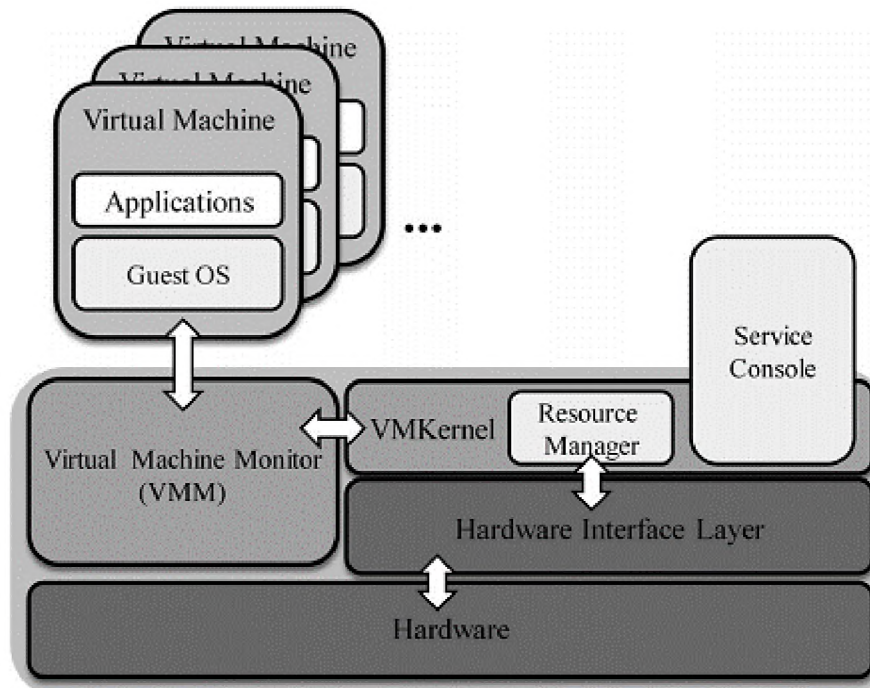 Virtual Machine
Virtual Machine
Virtual Machine
Applications
Guest OS
...
Service
Console
Resource
Manager
VMKernel
Virtual Machine Monitor
(VMM)
Hardware Interface Layer
Hardware